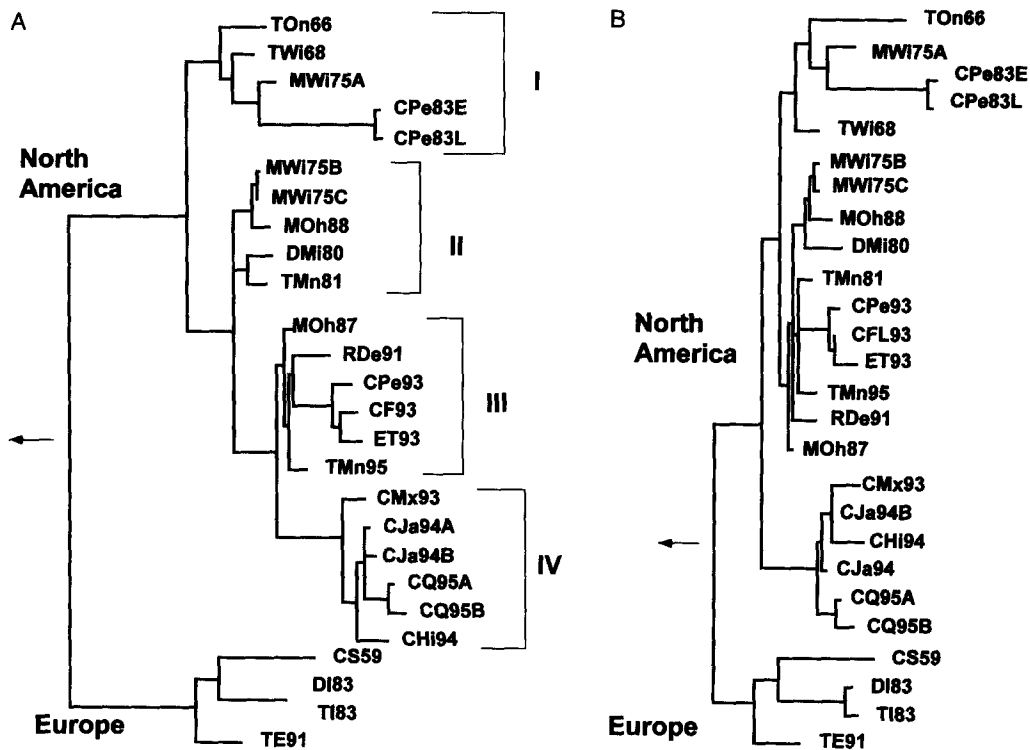 A
TOn66
TWi68
MWi75A
CPe83E
CPe83L
I
North
America
MWi75B
MWi75C
MOh88
DMi80
TMn81
II
MOh87
RDe91
CPe93
CF93
ET93
TMn95
III
CMx93
CJa94A
CJa94B
CQ95A
CQ95B
CHi94
IV
CS59
DI83
TI83
TE91
Europe
B
TOn66
MWi75A
CPe83E
CPe83L
TWi68
MWi75B
MWi75C
MOh88
DMi80
TMn81
CPe93
CFL93
ET93
TMn95
RDe91
MOh87
North
America
CMx93
CJa94B
CHi94
CJa94
CQ95A
CQ95B
CS59
DI83
TI83
TE91
Europe